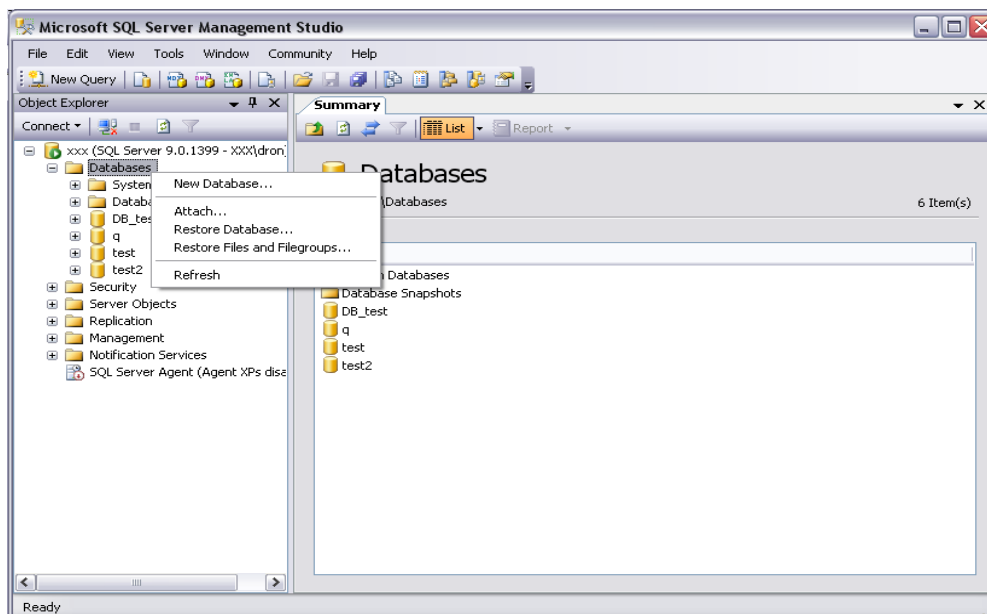 Microsoft SQL Server Management Studio
File Edit View Tools Window Community Help
New Query
Object Explorer
Connect
xxx (SQL Server 9.0.1399 - XXX\dron
Databases
System
Databa
DB_tes
q
test
test2
Security
Server Objects
Replication
Management
Notification Services
SQL Server Agent (Agent XPs disa
New Database...
Attach...
Restore Database...
Restore Files and Filegroups...
Refresh
Summary
List Report
Databases
\Databases 6 Item(s)
Databases
Database Snapshots
DB_test
q
test
test2
Ready